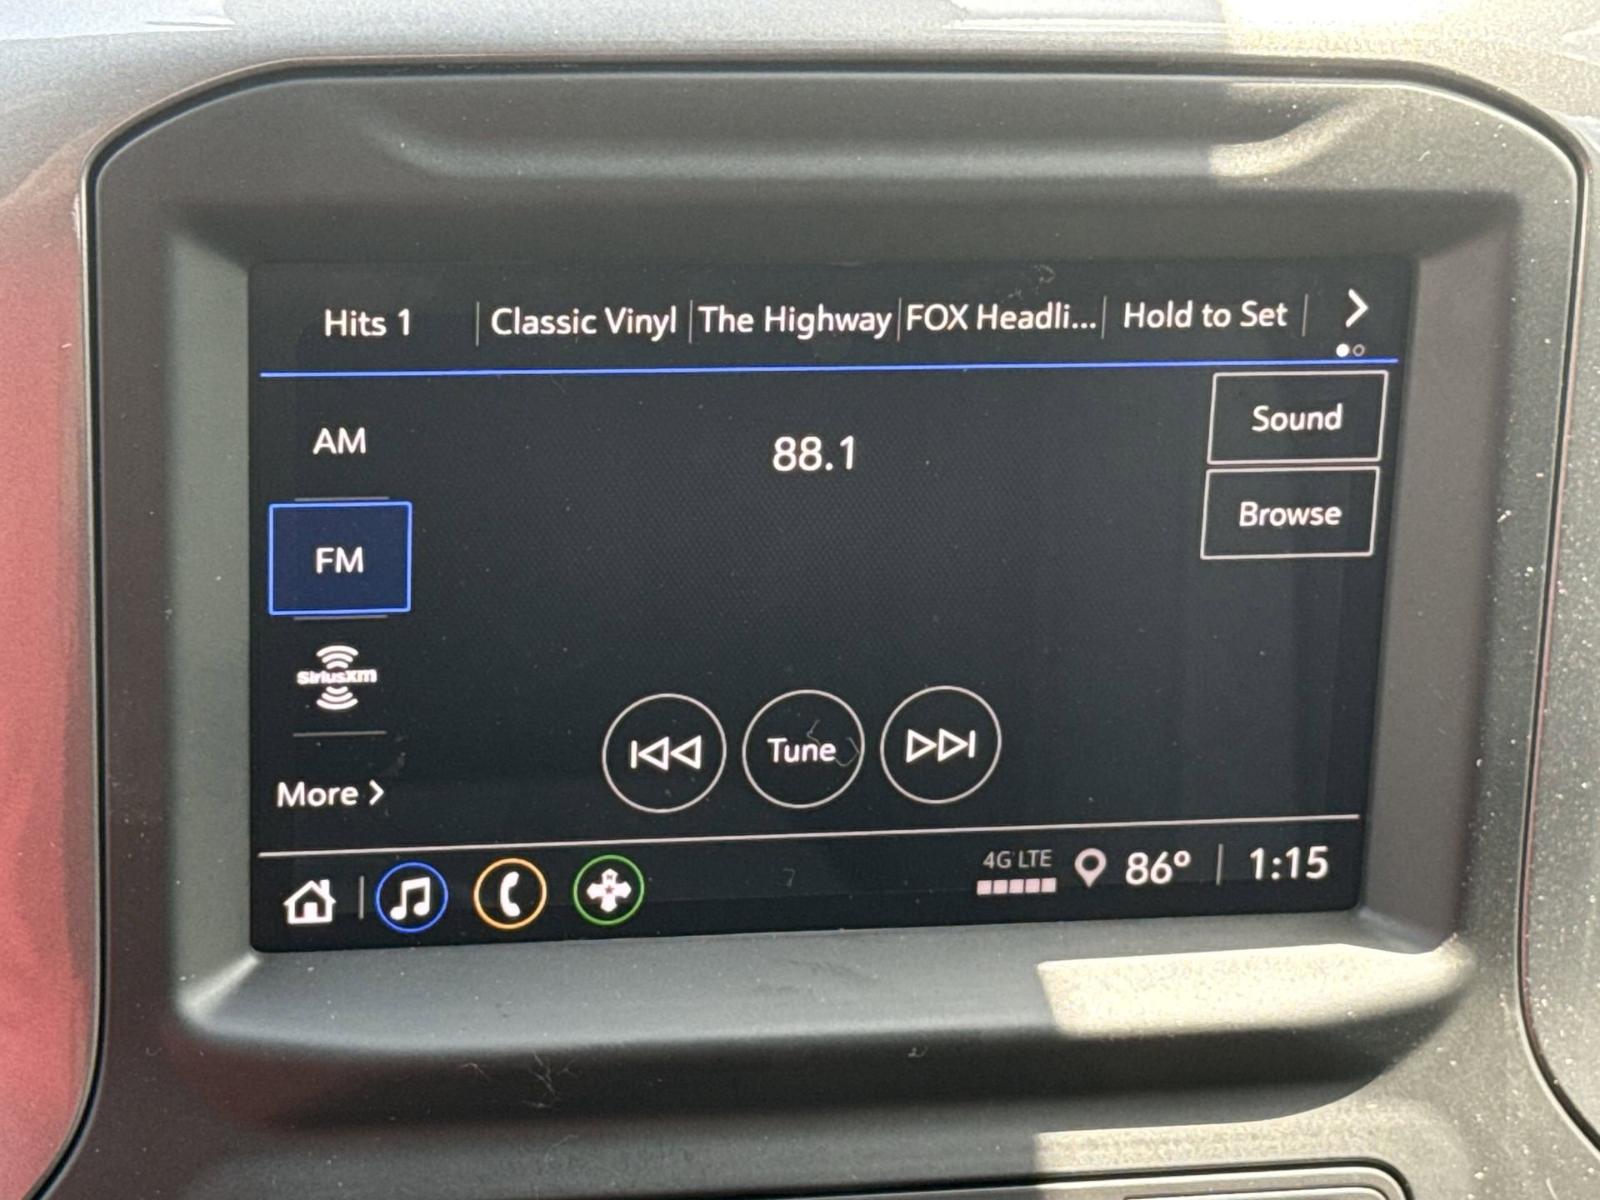 Hits 1
Classic Vinyl
The Highway
FOX Headli...
Hold to Set
AM
88.1
Sound
FM
Browse
SiriusXm
Tune
More >
4G LTE
86°
1:15